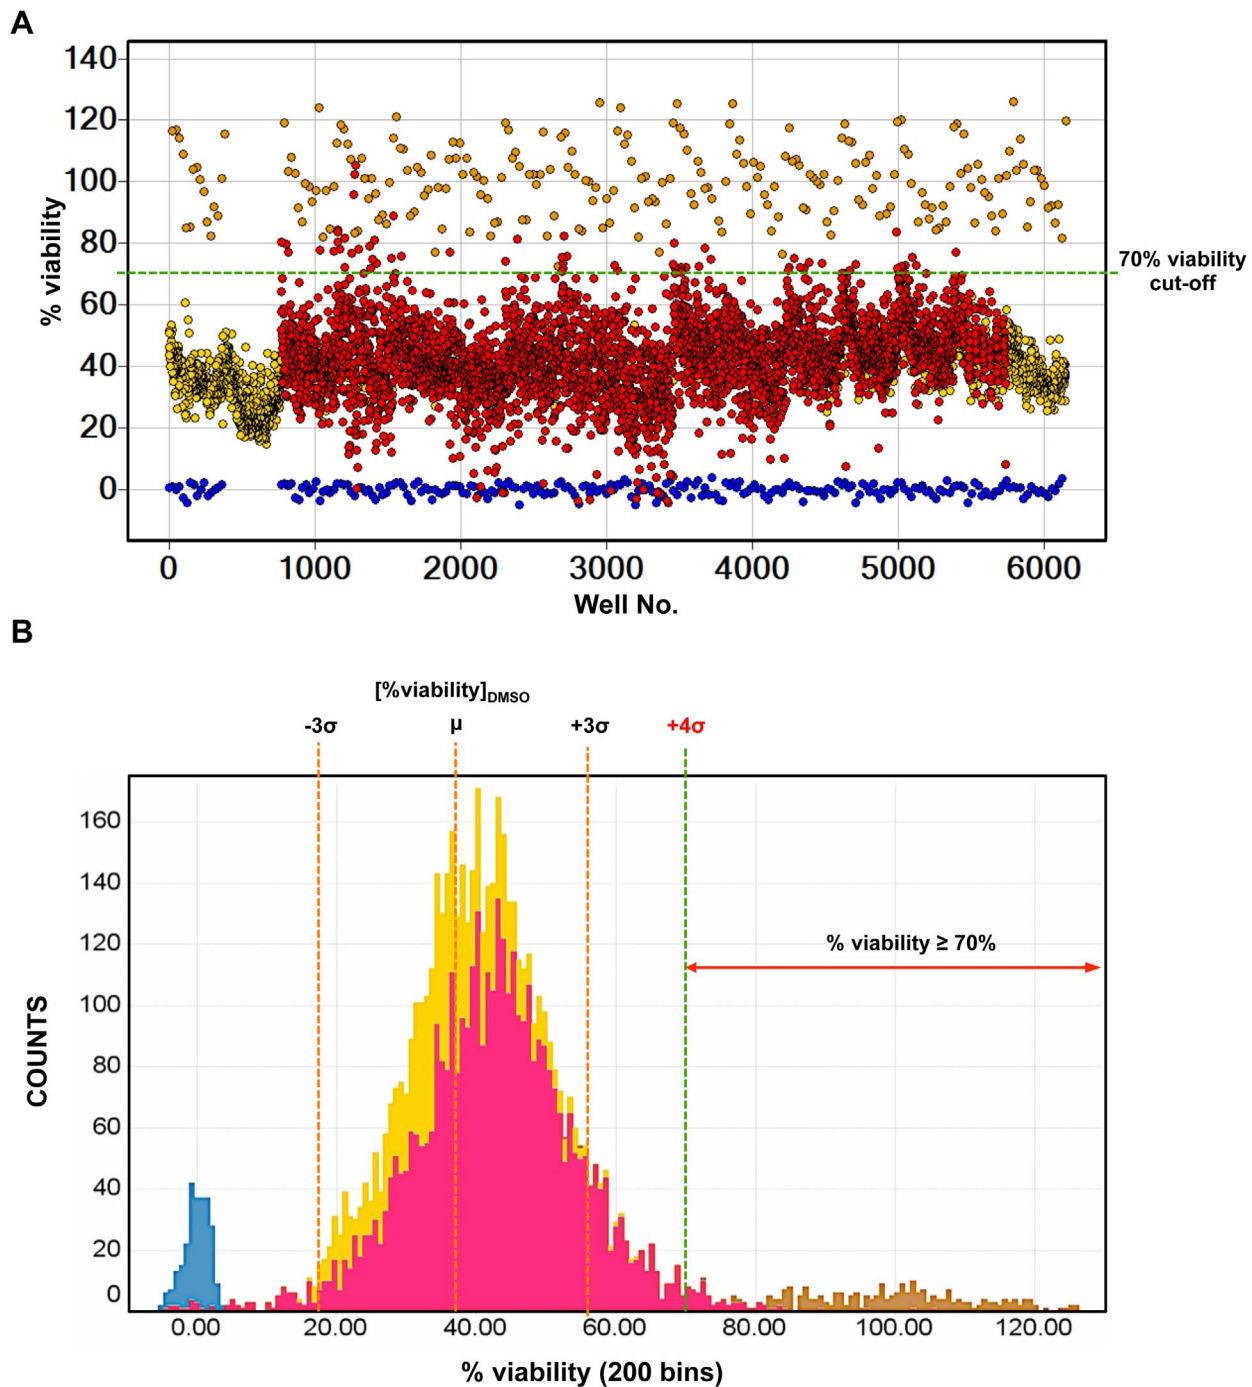 A
140
120
100
80
60
40
20
0
% viability
70% viability
cut-off
0 1000 2000 3000 4000 5000 6000
Well No.
B
[%viability]DMSO
-3σ μ +3σ +4σ
160
140
120
100
80
60
40
20
0
COUNTS
% viability ≥ 70%
0.00 20.00 40.00 60.00 80.00 100.00 120.00
% viability (200 bins)